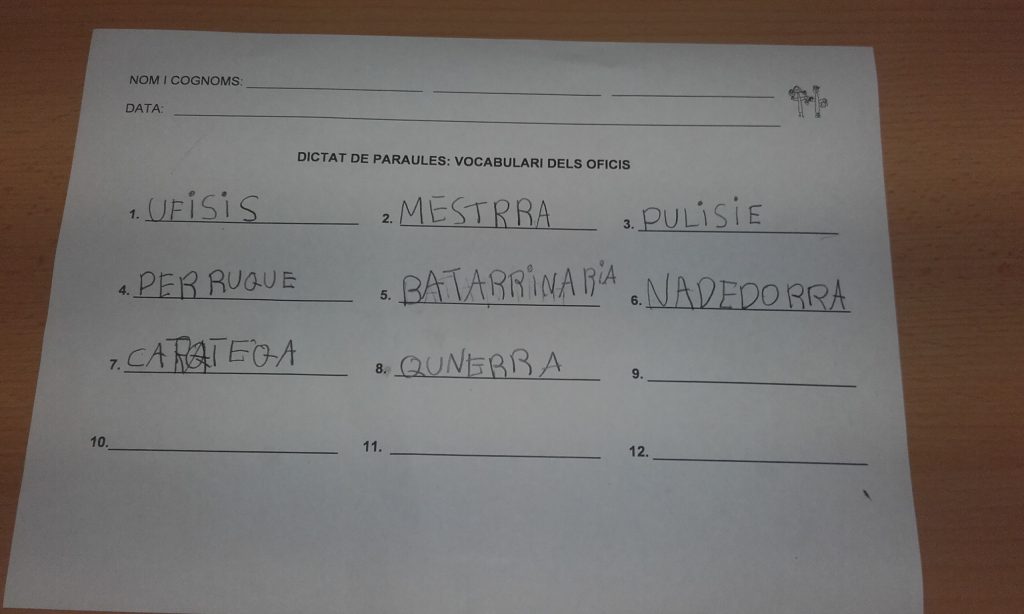 NOM I COGNOMS:
DATA:
DICTAT DE PARAULES: VOCABULARI DELS OFICIS
1. UFISIS 2. MESTRRA 3. PULISIE
4. PERRUQUE 5. BATARRINARIA 6. NADEDORRA
7. 8. QUNERRA 9.
10. 11. 12.